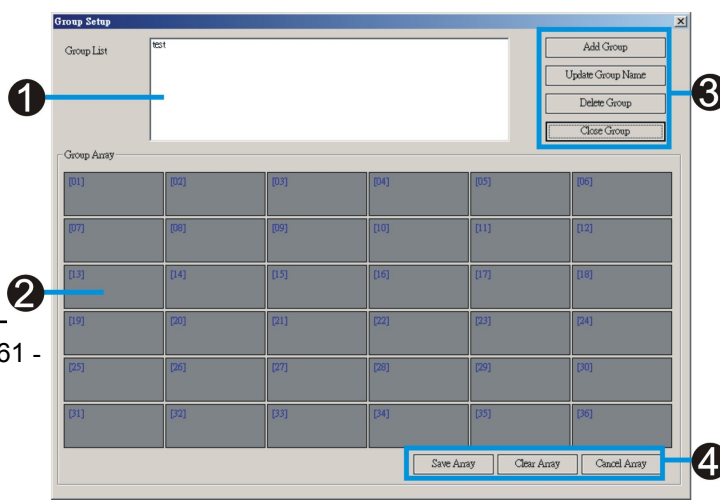 Group Setup
Group List
test
Add Group
Update Group Name
Delete Group
Close Group
1
3
Group Array
[01] [02] [03] [04] [05] [06]
[07] [08] [09] [10] [11] [12]
[13] [14] [15] [16] [17] [18]
2
[19] [20] [21] [22] [23] [24]
-
61 -
[25] [26] [27] [28] [29] [30]
[31] [32] [33] [34] [35] [36]
Save Array Clear Array Cancel Array
4